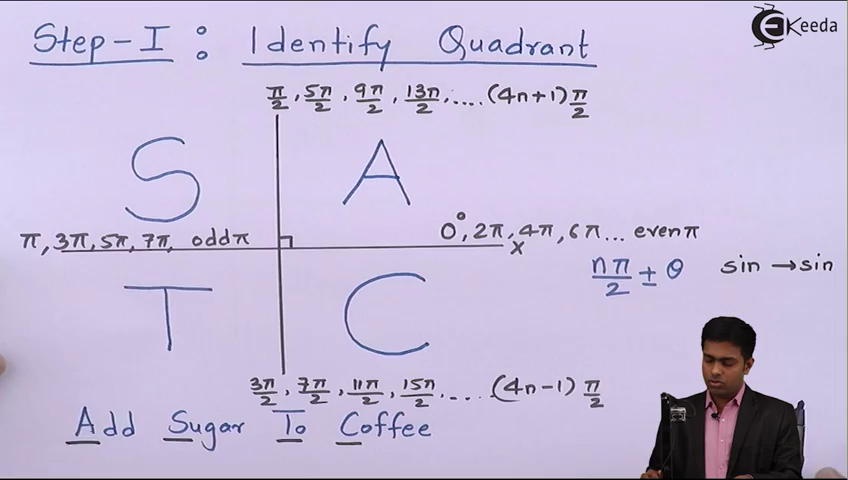 Step-I : Identify Quadrant
EKeeda
π/2, 5π/2, 9π/2, 13π/2, .... (4n+1) π/2
S A
π, 3π, 5π, 7π, oddπ
0°, 2π, 4π, 6π... evenπ
x
nπ/2 ± θ sin → sin
T C
3π/2, 7π/2, 11π/2, 15π/2, .... (4n-1) π/2
Add Sugar To Coffee